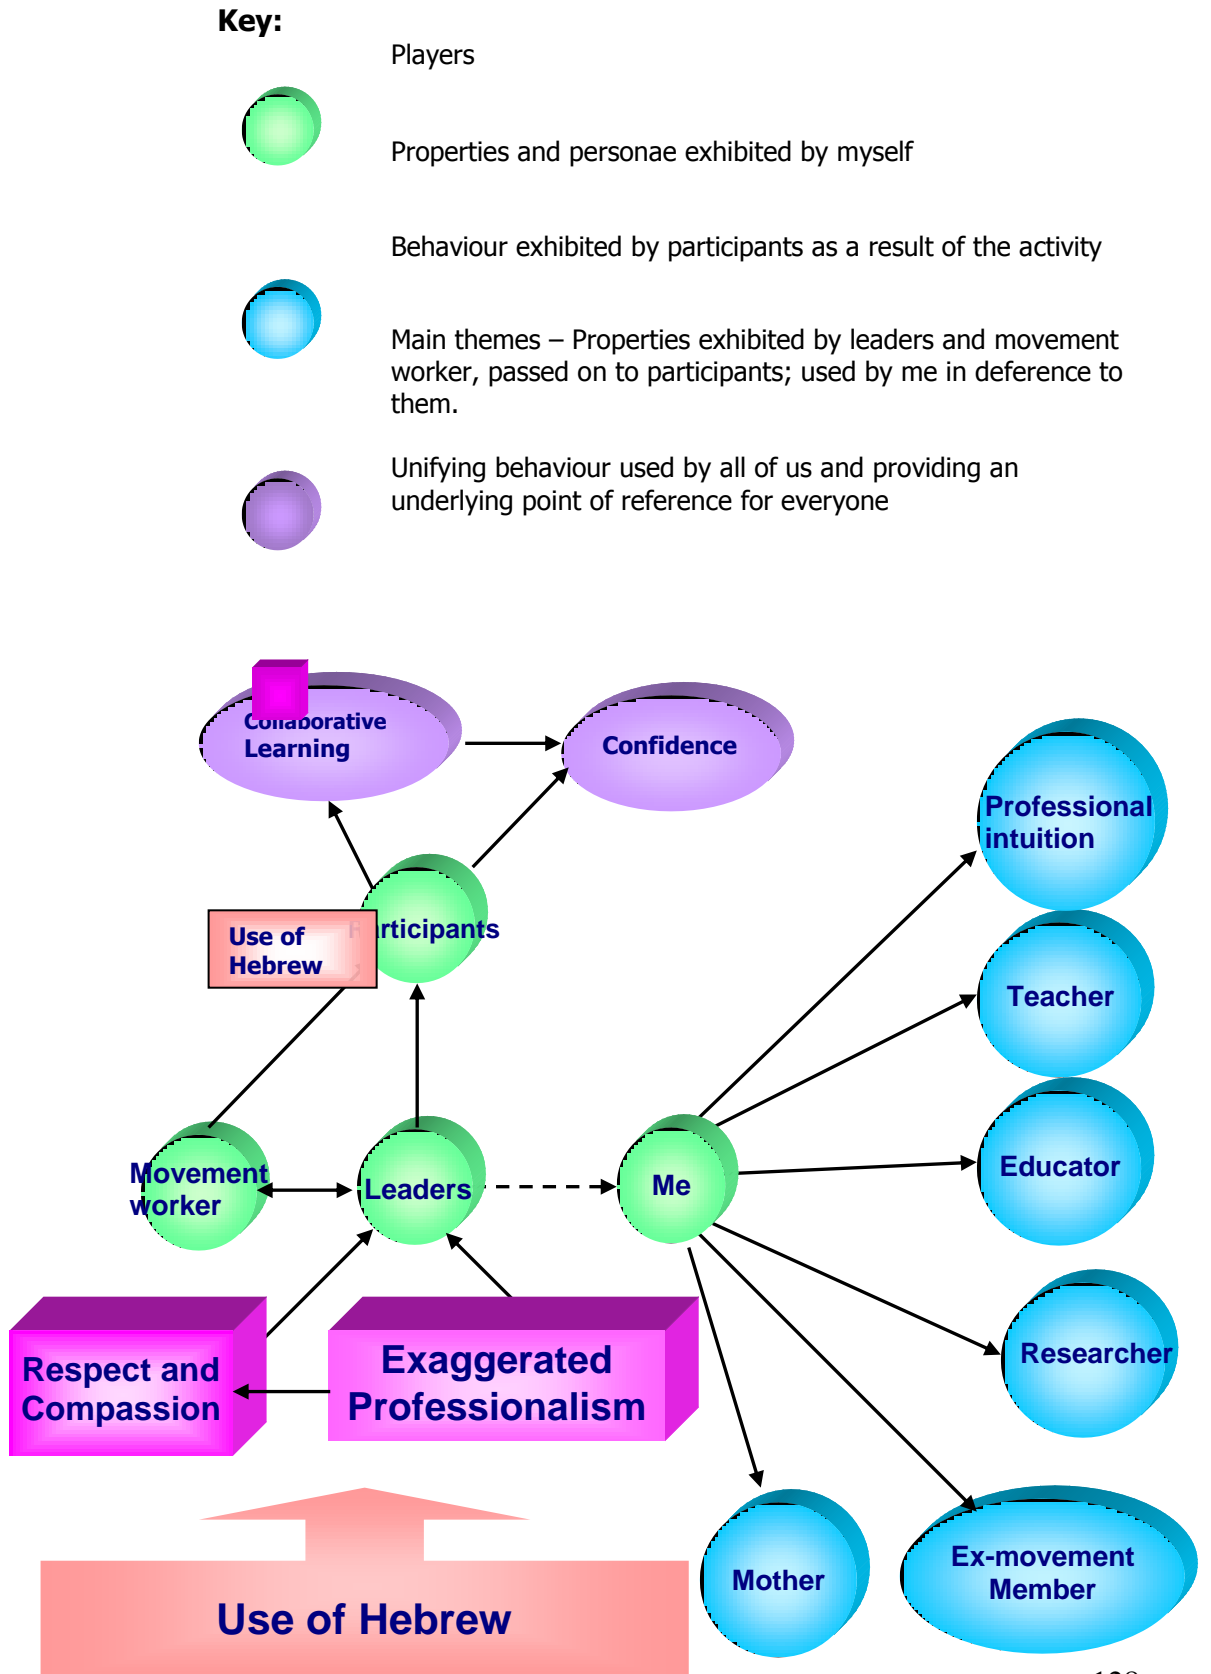 Key:
Players
Properties and personae exhibited by myself
Behaviour exhibited by participants as a result of the activity
Main themes – Properties exhibited by leaders and movement
worker, passed on to participants; used by me in deference to
them.
Unifying behaviour used by all of us and providing an
underlying point of reference for everyone
Collaborative
Learning
Confidence
Professional
intuition
Participants
Use of
Hebrew
Teacher
Movement
worker
Leaders
Me
Educator
Respect and
Compassion
Exaggerated
Professionalism
Researcher
Use of Hebrew
Mother
Ex-movement
Member